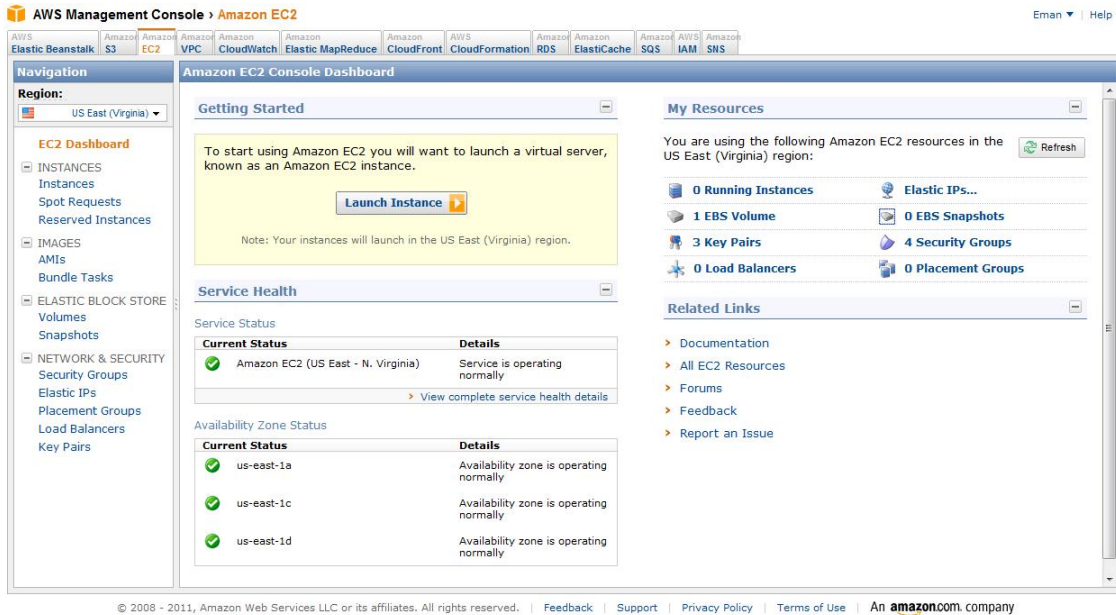 AWS Management Console › Amazon EC2
Eman ▼ | Help
AWS Elastic Beanstalk
Amazon S3
Amazon EC2
Amazon VPC
Amazon CloudWatch
Amazon Elastic MapReduce
Amazon CloudFront
AWS CloudFormation
Amazon RDS
Amazon ElastiCache
Amazon SQS
AWS IAM
Amazon SNS
Navigation
Region:
US East (Virginia)
EC2 Dashboard
INSTANCES
Instances
Spot Requests
Reserved Instances
IMAGES
AMIs
Bundle Tasks
ELASTIC BLOCK STORE
Volumes
Snapshots
NETWORK & SECURITY
Security Groups
Elastic IPs
Placement Groups
Load Balancers
Key Pairs
Amazon EC2 Console Dashboard
Getting Started
To start using Amazon EC2 you will want to launch a virtual server,
known as an Amazon EC2 instance.
Launch Instance
Note: Your instances will launch in the US East (Virginia) region.
Service Health
Service Status
Current Status Details
Amazon EC2 (US East - N. Virginia) Service is operating
normally
› View complete service health details
Availability Zone Status
Current Status Details
us-east-1a Availability zone is operating
normally
us-east-1c Availability zone is operating
normally
us-east-1d Availability zone is operating
normally
My Resources
You are using the following Amazon EC2 resources in the
US East (Virginia) region:
Refresh
0 Running Instances Elastic IPs...
1 EBS Volume 0 EBS Snapshots
3 Key Pairs 4 Security Groups
0 Load Balancers 0 Placement Groups
Related Links
› Documentation
› All EC2 Resources
› Forums
› Feedback
› Report an Issue
© 2008 - 2011, Amazon Web Services LLC or its affiliates. All rights reserved. | Feedback | Support | Privacy Policy | Terms of Use | An amazon.com. company